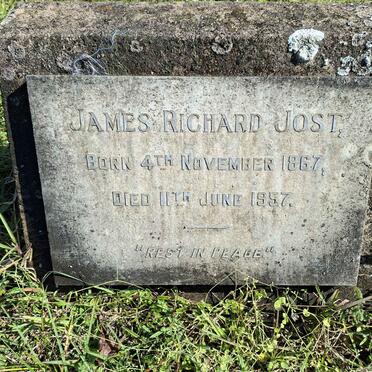 JAMES RICHARD JOST,
BORN 4TH NOVEMBER 1867,
DIED 11TH JUNE 1957.
"REST IN PEACE"